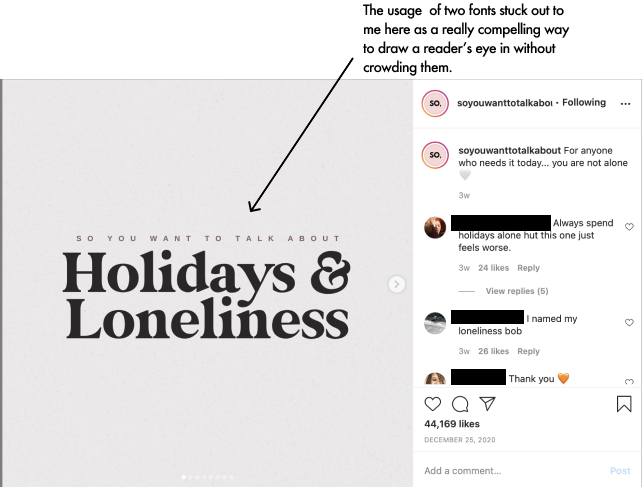 The usage of two fonts stuck out to
me here as a really compelling way
to draw a reader's eye in without
crowding them.
SO YOU WANT TO TALK ABOUT
Holidays &
Loneliness
SO.
soyouwanttotalkabou • Following
SO.
soyouwanttotalkabout For anyone
who needs it today... you are not alone
🤍
3w
Always spend
holidays alone but this one just
feels worse.
3w 24 likes Reply
View replies (5)
I named my
loneliness bob
3w 26 likes Reply
Thank you 🧡
44,169 likes
DECEMBER 25, 2020
Add a comment...
Post